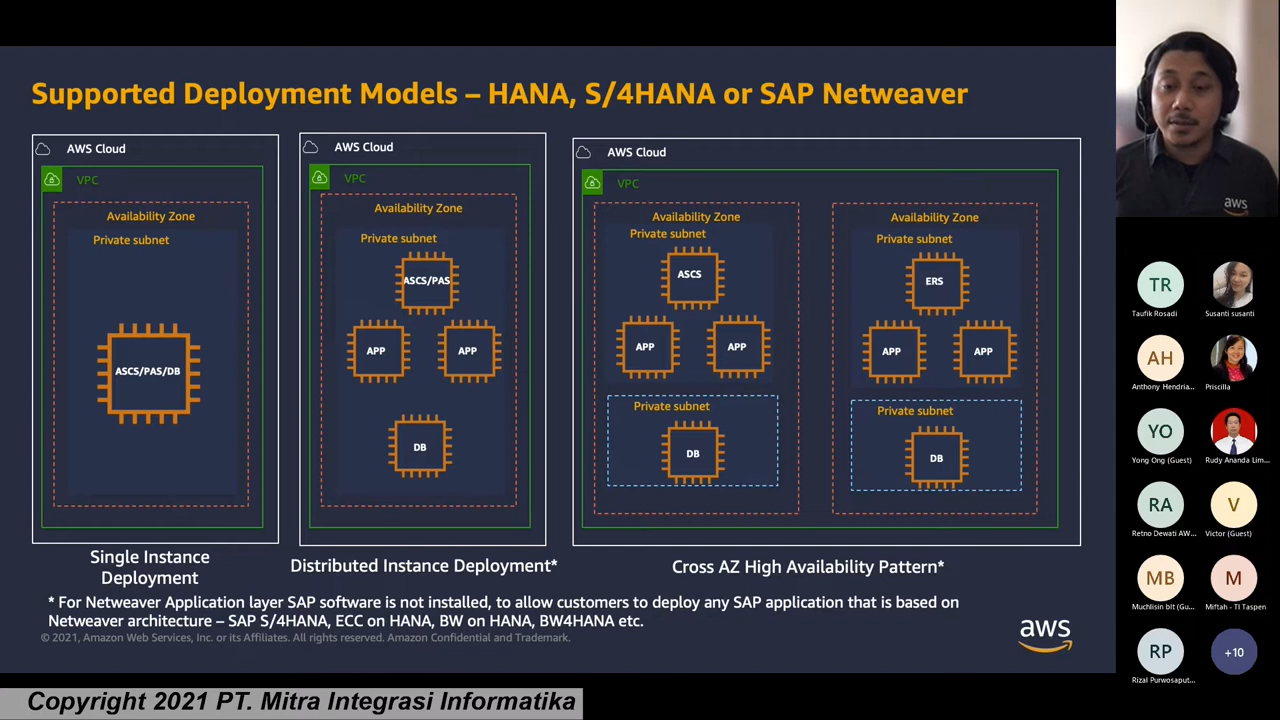 Supported Deployment Models – HANA, S/4HANA or SAP Netweaver
AWS Cloud
VPC
Availability Zone
Private subnet
ASCS/PAS/DB
Single Instance
Deployment
AWS Cloud
VPC
Availability Zone
Private subnet
ASCS/PAS
APP
APP
DB
Distributed Instance Deployment*
AWS Cloud
VPC
Availability Zone
Private subnet
ASCS
APP
APP
Private subnet
DB
Availability Zone
Private subnet
ERS
APP
APP
Private subnet
DB
Cross AZ High Availability Pattern*
* For Netweaver Application layer SAP software is not installed, to allow customers to deploy any SAP application that is based on
Netweaver architecture – SAP S/4HANA, ECC on HANA, BW on HANA, BW4HANA etc.
© 2021, Amazon Web Services, Inc. or its Affiliates. All rights reserved. Amazon Confidential and Trademark.
aws
Copyright 2021 PT. Mitra Integrasi Informatika
aws
TR
Taufik Rosadi
Susanti susanti
AH
Anthony Hendria...
Priscilla
YO
Yong Ong (Guest)
Rudy Ananda Lim...
RA
Retno Dewati AW...
V
Victor (Guest)
MB
Muchlisin blt (Gu...
M
Miftah - TI Taspen
RP
Rizal Purwosaput...
+10